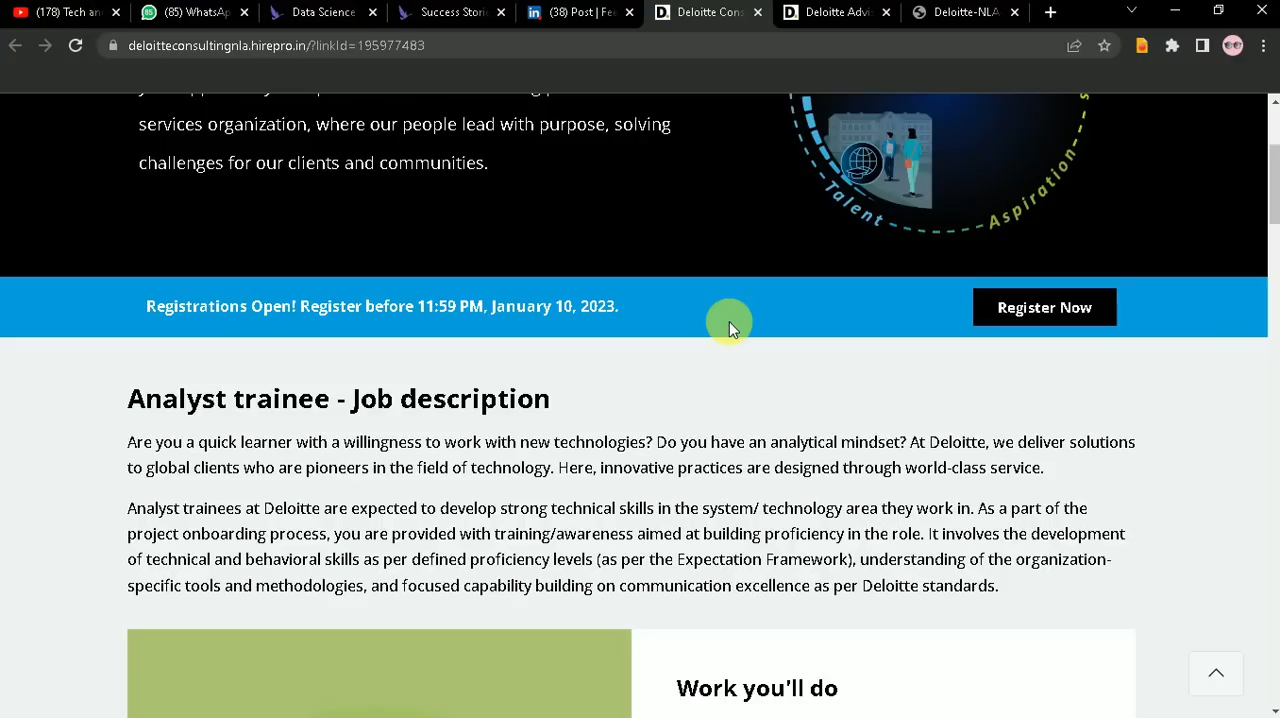 (178) Tech and
(85) WhatsAp
Data Science
Success Stori
(38) Post | Fee
Deloitte Cons
Deloitte Advis
Deloitte-NLA
deloitteconsultingnla.hirepro.in/?linkId=195977483
services organization, where our people lead with purpose, solving
challenges for our clients and communities.
Talent
Aspiration
Registrations Open! Register before 11:59 PM, January 10, 2023.
Register Now
Analyst trainee - Job description
Are you a quick learner with a willingness to work with new technologies? Do you have an analytical mindset? At Deloitte, we deliver solutions
to global clients who are pioneers in the field of technology. Here, innovative practices are designed through world-class service.
Analyst trainees at Deloitte are expected to develop strong technical skills in the system/ technology area they work in. As a part of the
project onboarding process, you are provided with training/awareness aimed at building proficiency in the role. It involves the development
of technical and behavioral skills as per defined proficiency levels (as per the Expectation Framework), understanding of the organization-
specific tools and methodologies, and focused capability building on communication excellence as per Deloitte standards.
Work you'll do